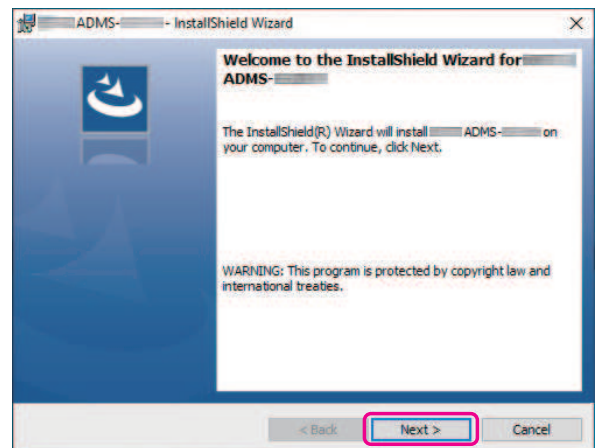 ADMS- - InstallShield Wizard
Welcome to the InstallShield Wizard for
ADMS-
The InstallShield(R) Wizard will install ADMS- on
your computer. To continue, click Next.
WARNING: This program is protected by copyright law and
international treaties.
< Back Next > Cancel